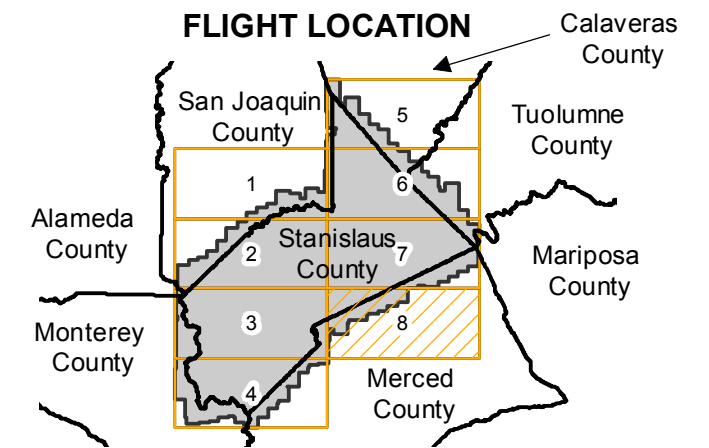 FLIGHT LOCATION
Calaveras
County
San Joaquin
County
5
Tuolumne
County
1
6
Alameda
County
2
Stanislaus
County
7
Mariposa
County
Monterey
County
3
8
4
Merced
County